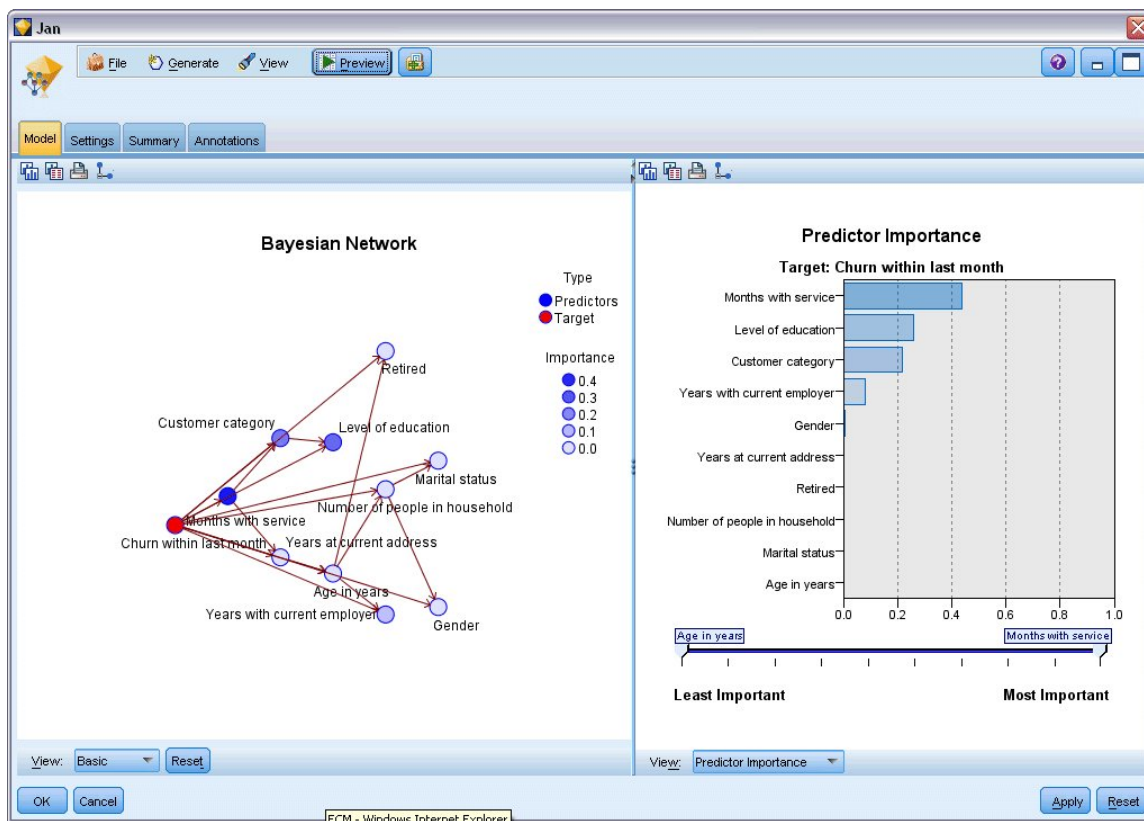 Jan
File Generate View Preview
Model Settings Summary Annotations
Bayesian Network
Type
Predictors
Target
Importance
0.4
0.3
0.2
0.1
0.0
Retired
Customer category
Level of education
Marital status
Number of people in household
Months with service
Churn within last month
Years at current address
Age in years
Years with current employer
Gender
View: Basic Reset
Predictor Importance
Target: Churn within last month
Months with service
Level of education
Customer category
Years with current employer
Gender
Years at current address
Retired
Number of people in household
Marital status
Age in years
0.0 0.2 0.4 0.6 0.8 1.0
Age in years Months with service
Least Important Most Important
View: Predictor Importance
OK Cancel Apply Reset
ECM - Windows Internet Explorer